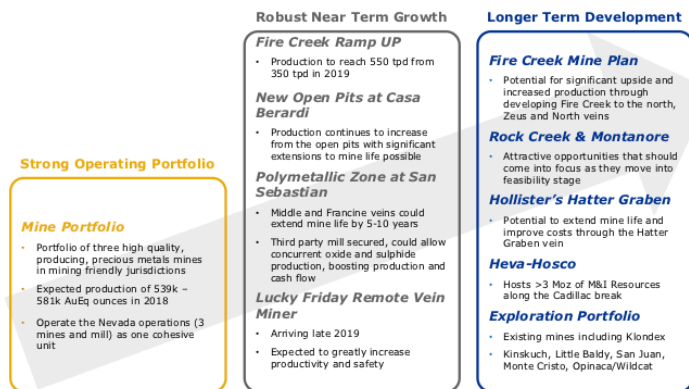 Strong Operating Portfolio
Mine Portfolio
• Portfolio of three high quality,
producing, precious metals mines
in mining friendly jurisdictions
• Expected production of 539k –
581k AuEq ounces in 2018
• Operate the Nevada operations (3
mines and mill) as one cohesive
unit
Robust Near Term Growth
Fire Creek Ramp UP
• Production to reach 550 tpd from
350 tpd in 2019
New Open Pits at Casa
Berardi
• Production continues to increase
from the open pits with significant
extensions to mine life possible
Polymetallic Zone at San
Sebastian
• Middle and Francine veins could
extend mine life by 5-10 years
• Third party mill secured, could allow
concurrent oxide and sulphide
production, boosting production and
cash flow
Lucky Friday Remote Vein
Miner
• Arriving late 2019
• Expected to greatly increase
productivity and safety
Longer Term Development
Fire Creek Mine Plan
• Potential for significant upside and
increased production through
developing Fire Creek to the north,
Zeus and North veins
Rock Creek & Montanore
• Attractive opportunities that should
come into focus as they move into
feasibility stage
Hollister's Hatter Graben
• Potential to extend mine life and
improve costs through the Hatter
Graben vein
Heva-Hosco
• Hosts >3 Moz of M&I Resources
along the Cadillac break
Exploration Portfolio
• Existing mines including Klondex
• Kinskuch, Little Baldy, San Juan,
Monte Cristo, Opinaca/Wildcat